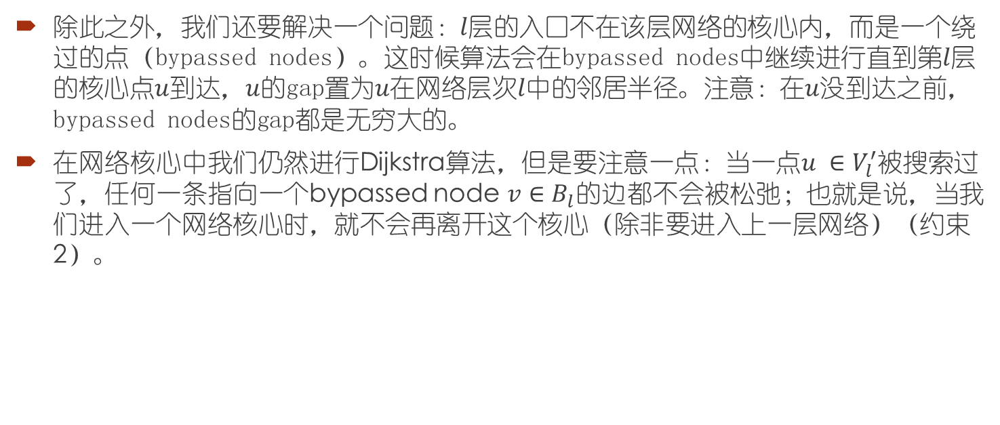 除此之外，我们还要解决一个问题：l层的入口不在该层网络的核心内，而是一个绕
过的点（bypassed nodes）。这时候算法会在bypassed nodes中继续进行直到第l层
的核心点u到达，u的gap置为u在网络层次l中的邻居半径。注意：在u没到达之前，
bypassed nodes的gap都是无穷大的。
在网络核心中我们仍然进行Dijkstra算法，但是要注意一点：当一点u ∈ V_l′被搜索过
了，任何一条指向一个bypassed node v ∈ B_l的边都不会被松弛；也就是说，当我
们进入一个网络核心时，就不会再离开这个核心（除非要进入上一层网络）（约束
2）。